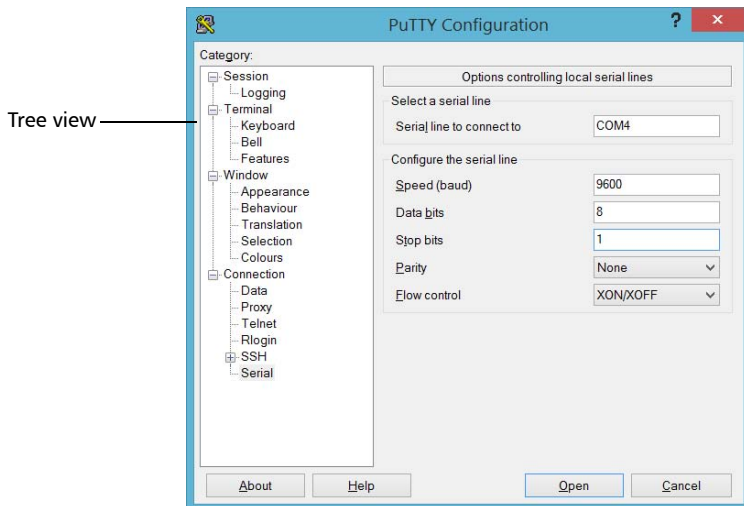 PuTTY Configuration
?
Category:
Session
Logging
Terminal
Keyboard
Bell
Features
Window
Appearance
Behaviour
Translation
Selection
Colours
Connection
Data
Proxy
Telnet
Rlogin
SSH
Serial
Tree view
Options controlling local serial lines
Select a serial line
Serial line to connect to COM4
Configure the serial line
Speed (baud) 9600
Data bits 8
Stop bits 1
Parity None
Flow control XON/XOFF
About Help Open Cancel